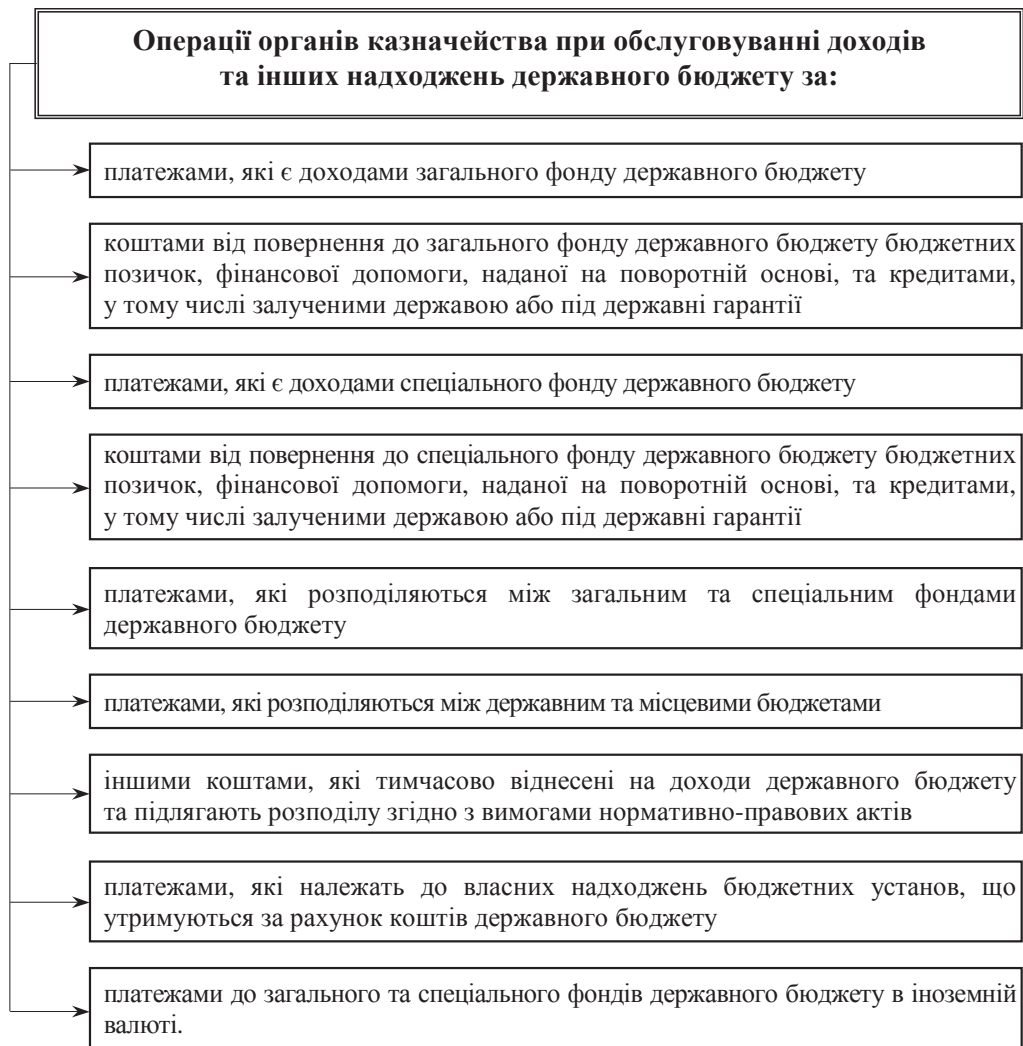 Операції органів казначейства при обслуговуванні доходів
та інших надходжень державного бюджету за:
платежами, які є доходами загального фонду державного бюджету
коштами від повернення до загального фонду державного бюджету бюджетних
позичок, фінансової допомоги, наданої на поворотній основі, та кредитами,
у тому числі залученими державою або під державні гарантії
платежами, які є доходами спеціального фонду державного бюджету
коштами від повернення до спеціального фонду державного бюджету бюджетних
позичок, фінансової допомоги, наданої на поворотній основі, та кредитами,
у тому числі залученими державою або під державні гарантії
платежами, які розподіляються між загальним та спеціальним фондами
державного бюджету
платежами, які розподіляються між державним та місцевими бюджетами
іншими коштами, які тимчасово віднесені на доходи державного бюджету
та підлягають розподілу згідно з вимогами нормативно-правових актів
платежами, які належать до власних надходжень бюджетних установ, що
утримуються за рахунок коштів державного бюджету
платежами до загального та спеціального фондів державного бюджету в іноземній
валюті.